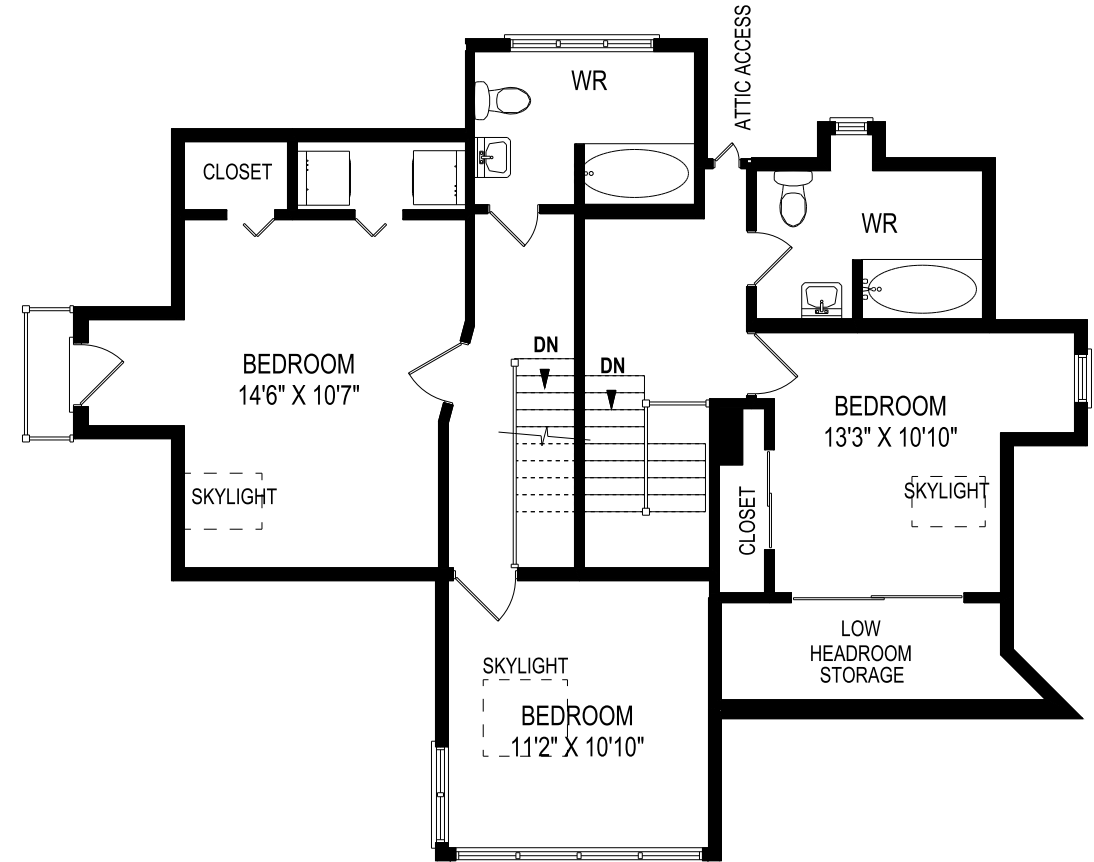 ATTIC ACCESS
WR
CLOSET
WR
DN
DN
BEDROOM
14'6" X 10'7"
BEDROOM
13'3" X 10'10"
SKYLIGHT
SKYLIGHT
CLOSET
LOW
HEADROOM
STORAGE
SKYLIGHT
BEDROOM
11'2" X 10'10"